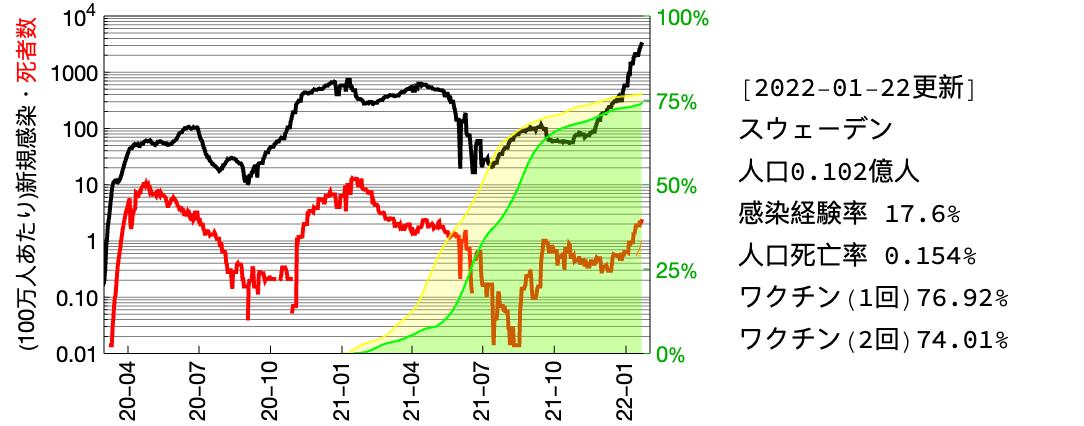 (100万人あたり)新規感染・死者数
10^4
1000
100
10
1
0.10
0.01
100%
75%
50%
25%
0%
20-04
20-07
20-10
21-01
21-04
21-07
21-10
22-01
[2022-01-22更新]
スウェーデン
人口0.102億人
感染経験率 17.6%
人口死亡率 0.154%
ワクチン(1回)76.92%
ワクチン(2回)74.01%